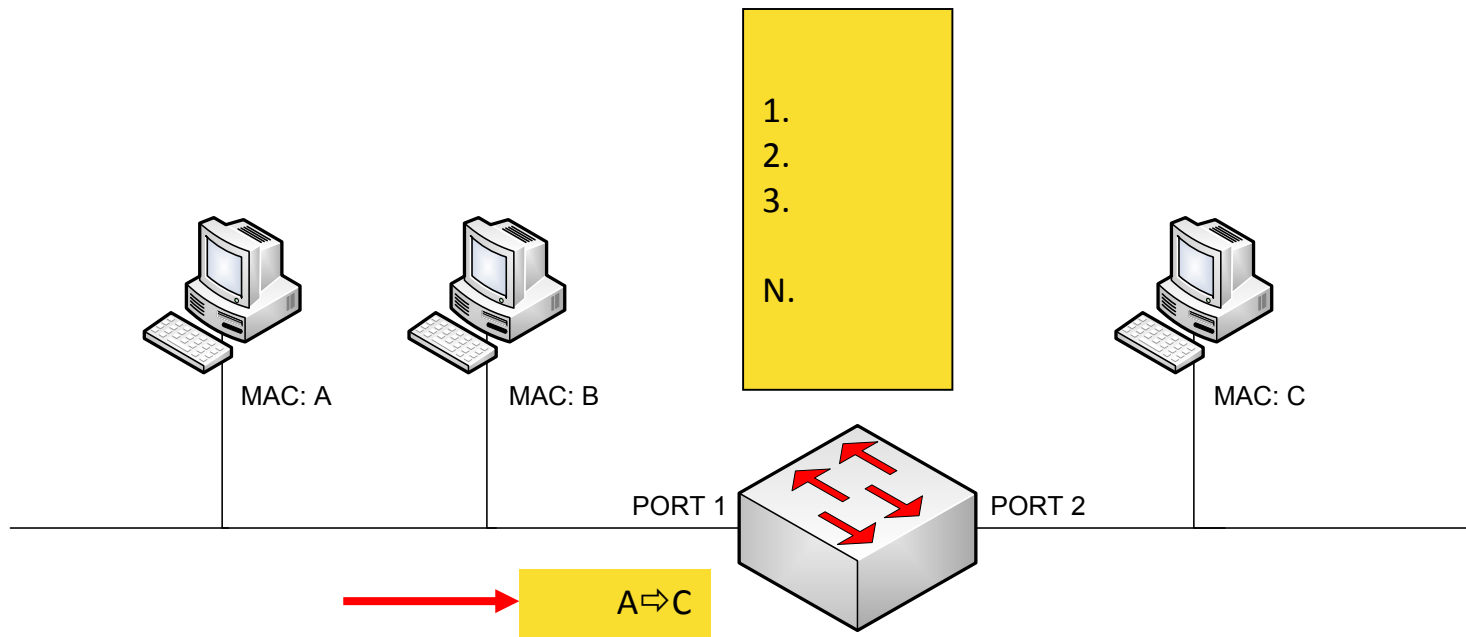 1.
2.
3.
N.
MAC: A
MAC: B
MAC: C
PORT 1
PORT 2
A⇨C